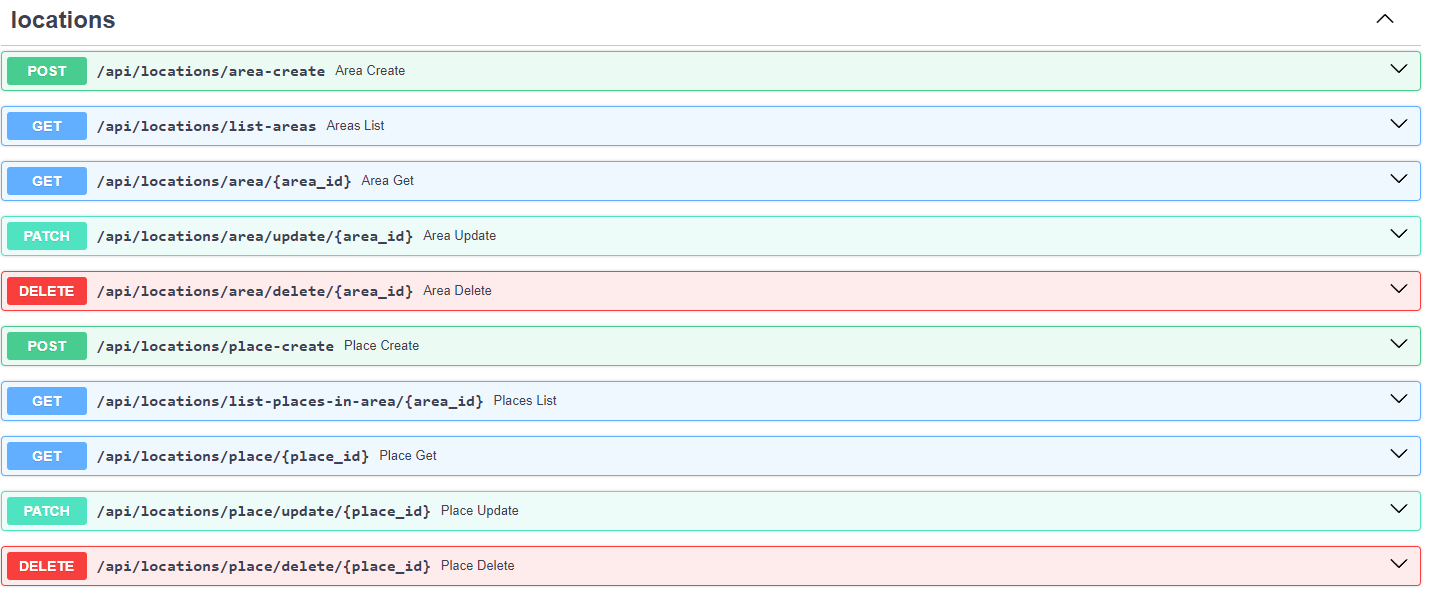 locations
POST /api/locations/area-create Area Create
GET /api/locations/list-areas Areas List
GET /api/locations/area/{area_id} Area Get
PATCH /api/locations/area/update/{area_id} Area Update
DELETE /api/locations/area/delete/{area_id} Area Delete
POST /api/locations/place-create Place Create
GET /api/locations/list-places-in-area/{area_id} Places List
GET /api/locations/place/{place_id} Place Get
PATCH /api/locations/place/update/{place_id} Place Update
DELETE /api/locations/place/delete/{place_id} Place Delete